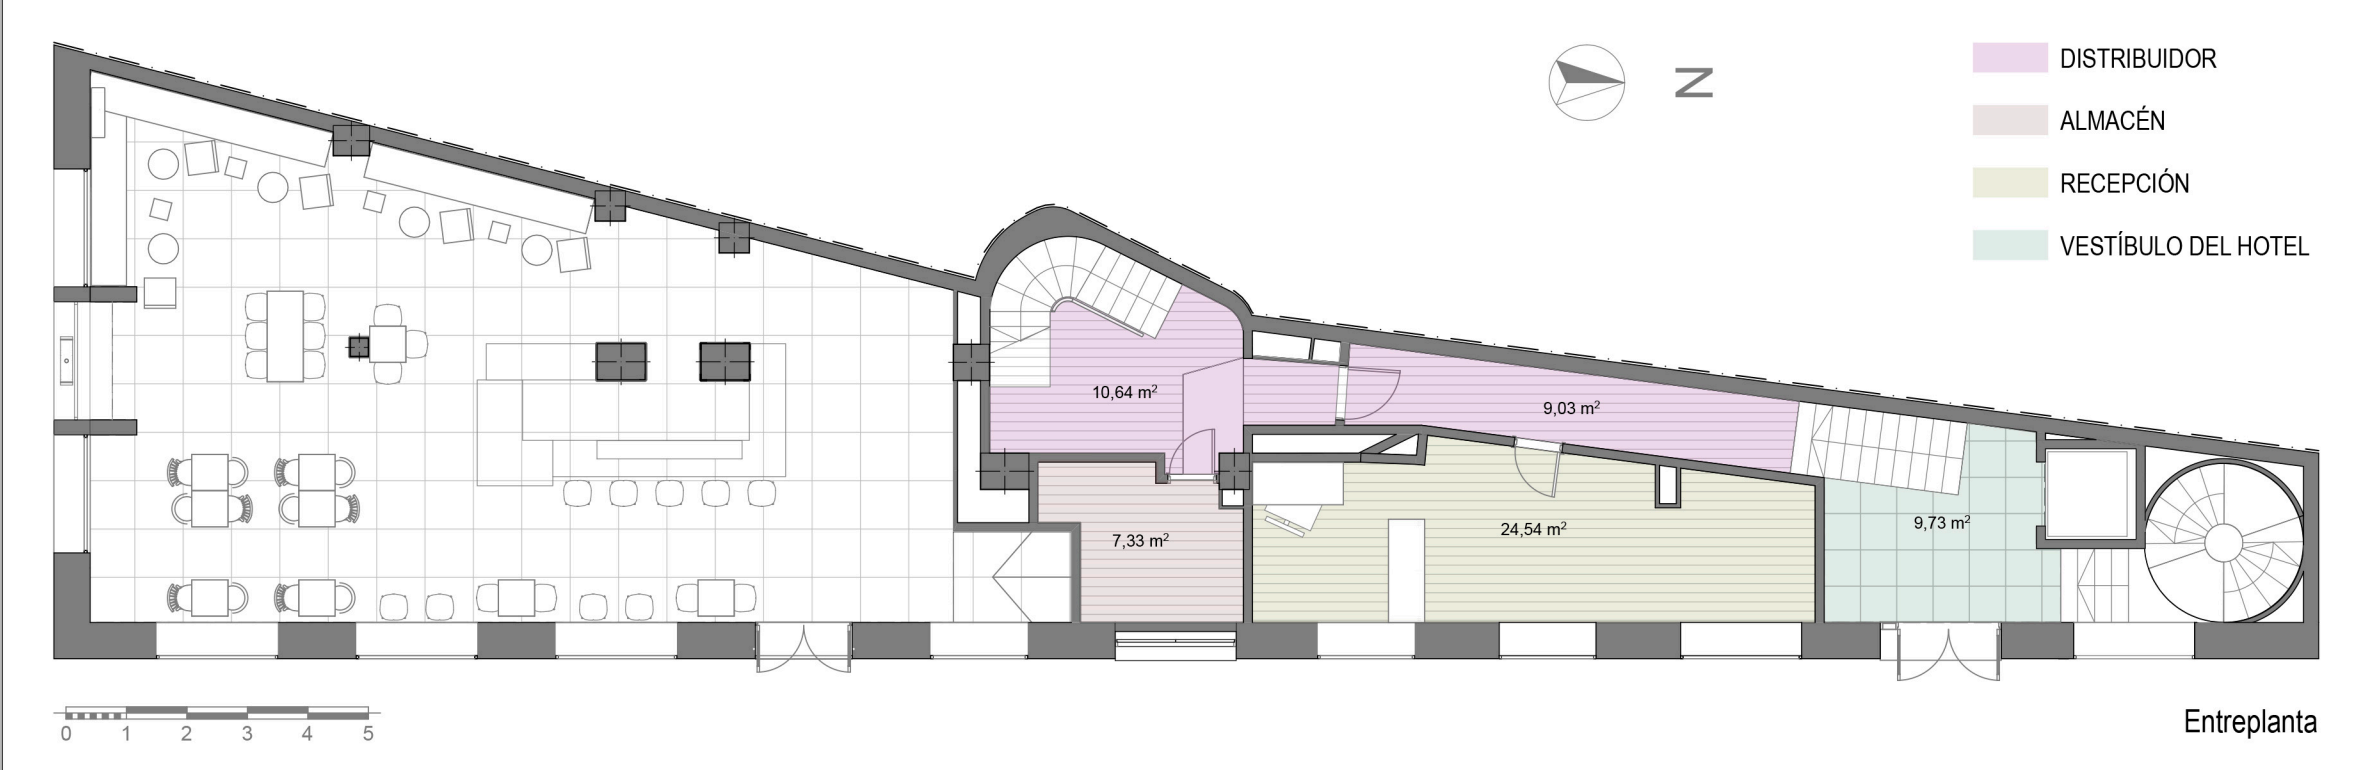 DISTRIBUIDOR
N
ALMACÉN
RECEPCIÓN
VESTÍBULO DEL HOTEL
10,64 m²
9,03 m²
9,73 m²
24,54 m²
7,33 m²
Entreplanta
0 1 2 3 4 5